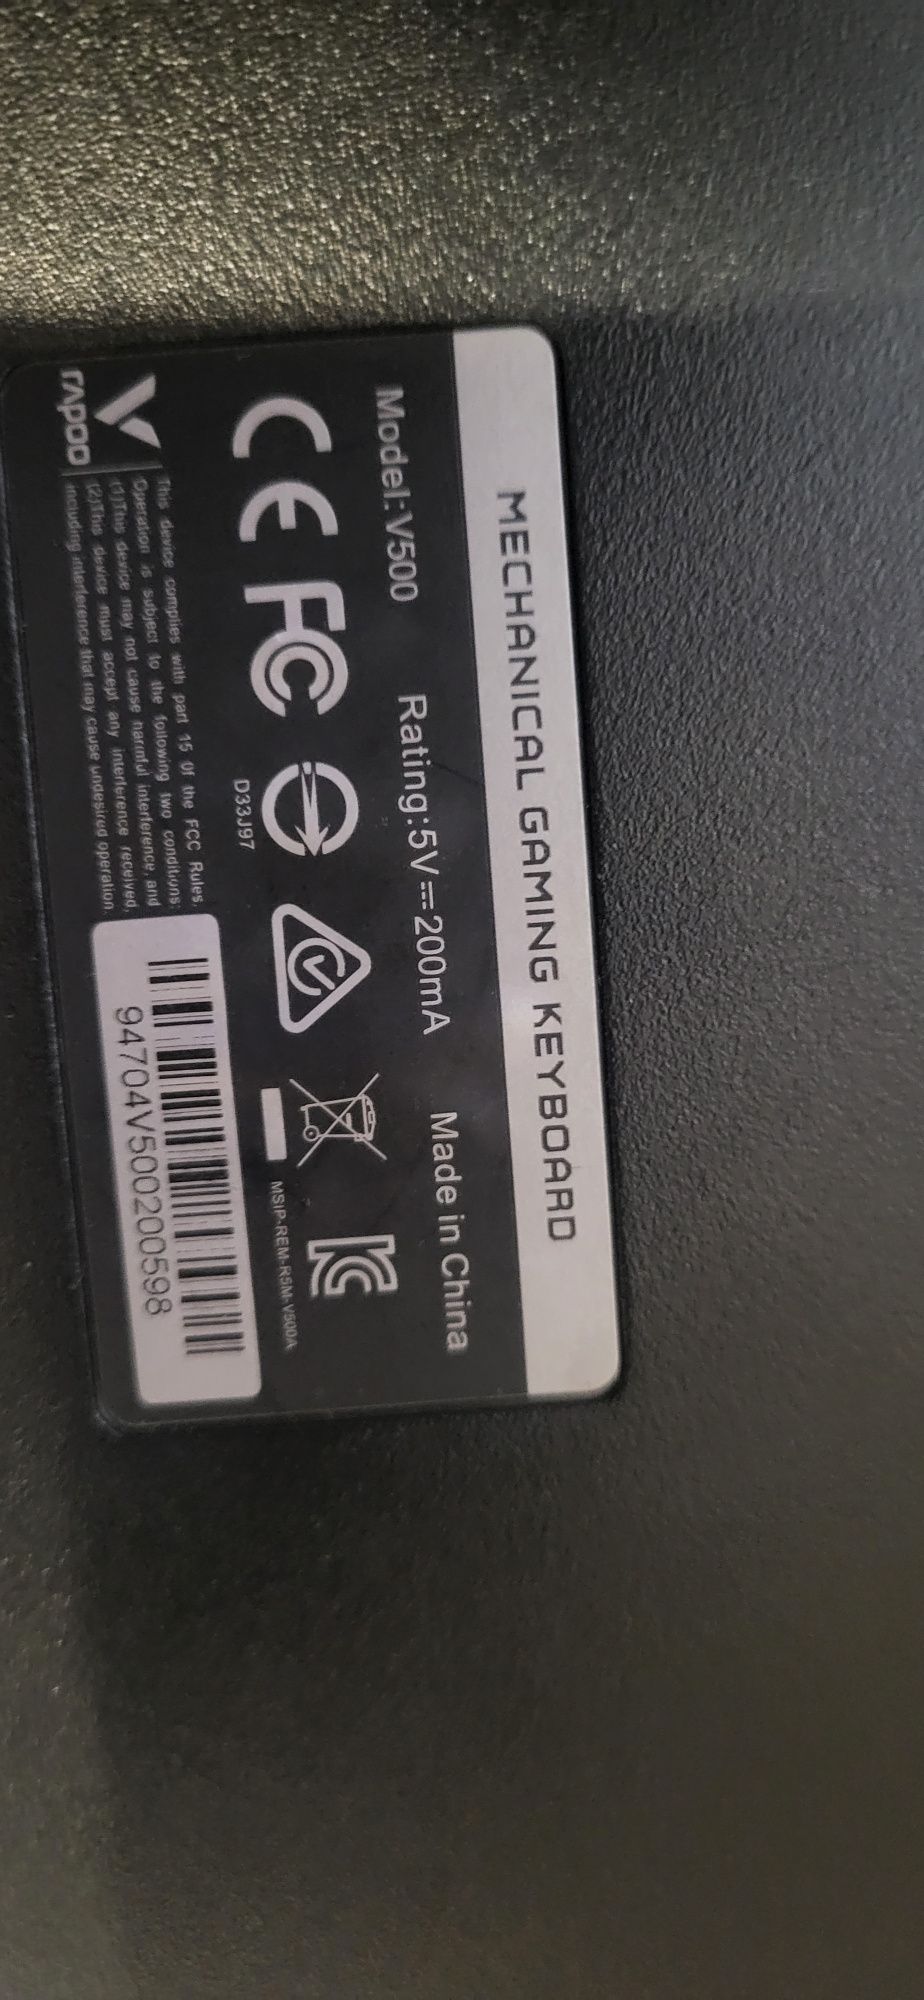 MECHANICAL GAMING KEYBOARD
Model:V500 Rating:5V⎓200mA Made in China
CE FC
D33J97
MSIP-REM-R5M-V500A
rapoo
This device complies with part 15 of the FCC Rules.
Operation is subject to the following two conditions:
(1)This device may not cause harmful interference, and
(2)This device must accept any interference received,
including interference that may cause undesired operation.
94704V500200598